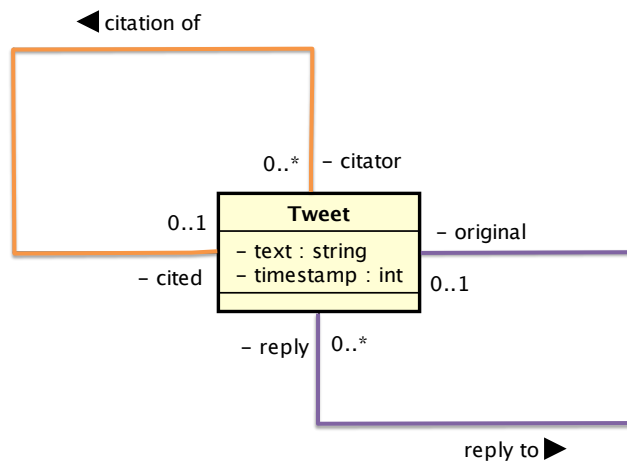 ◀ citation of
0..* – citator
0..1
Tweet
– original
– text : string
– cited
– timestamp : int
0..1
– reply
0..*
reply to ▶